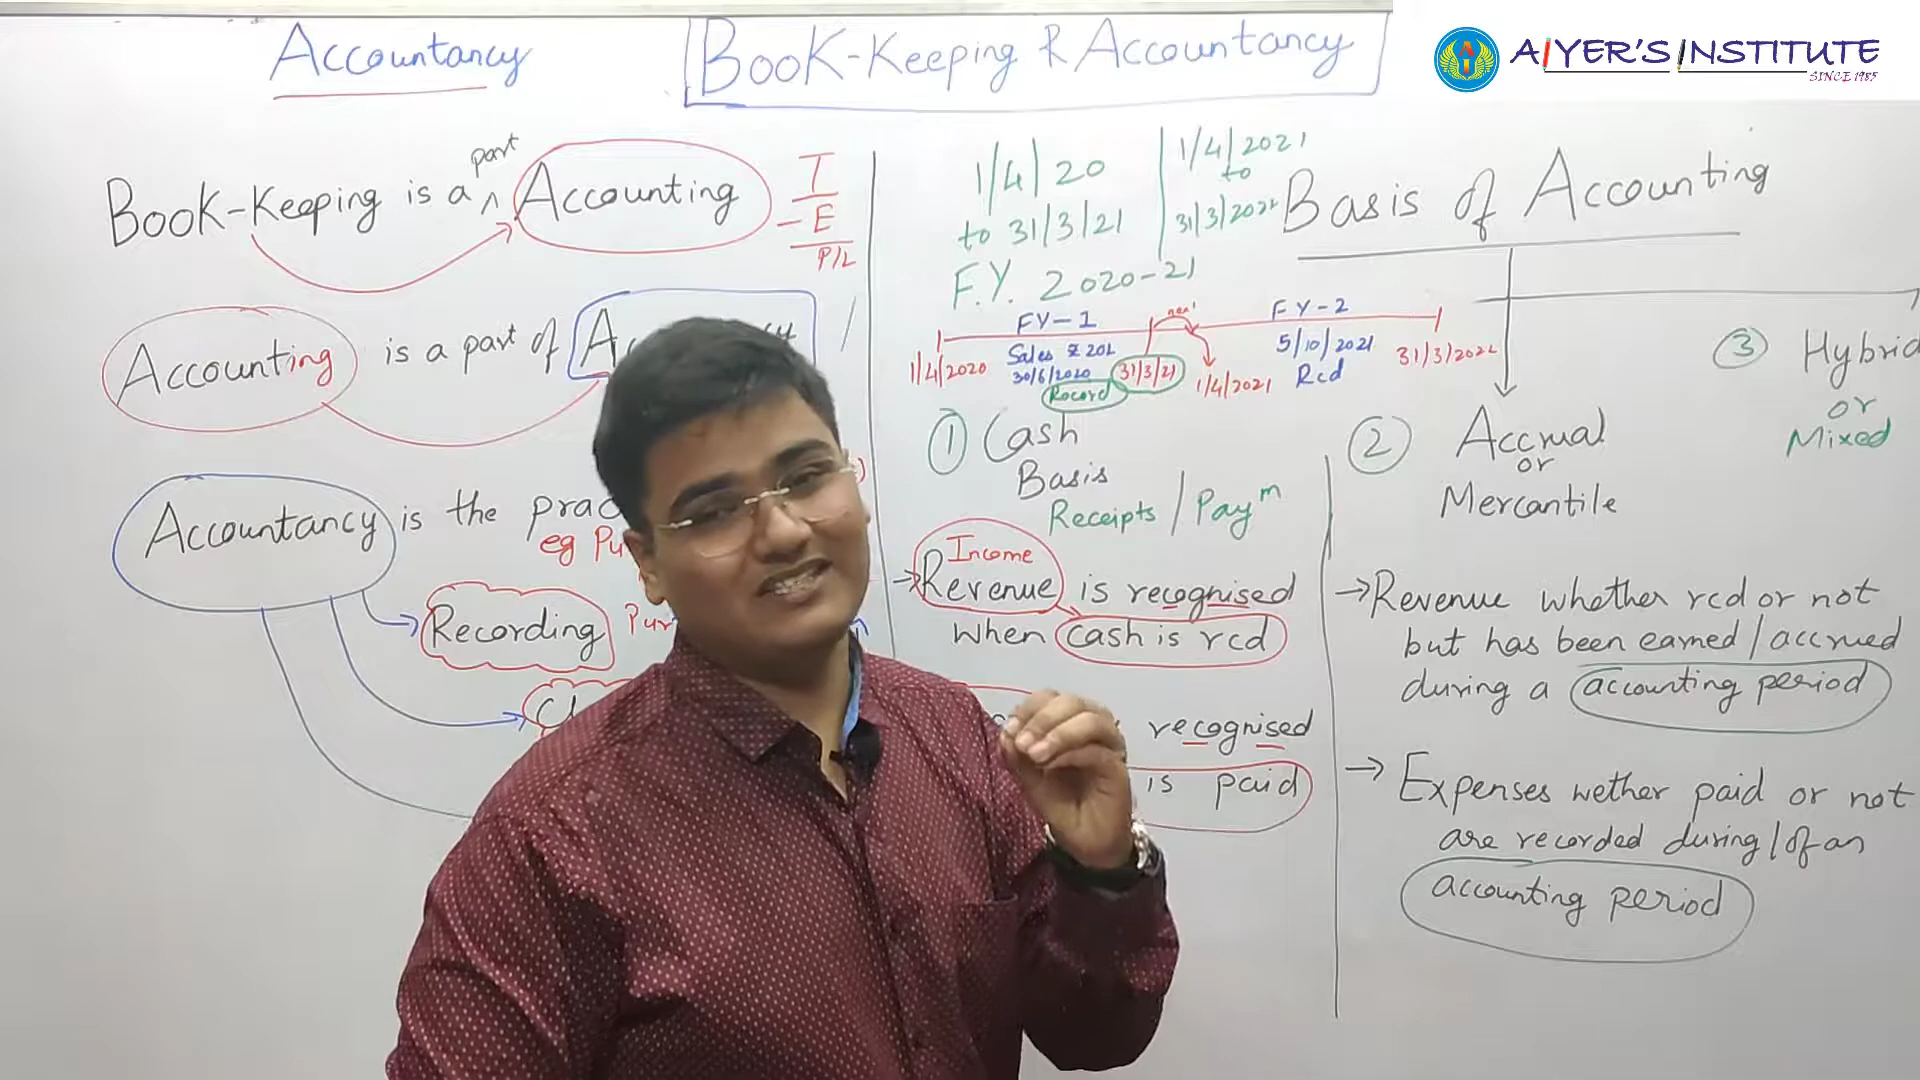 Accountancy
Book-Keeping & Accountancy
AIYER'S INSTITUTE
SINCE 1985
Book-Keeping is a part Accounting
I
- E
P/L
Accounting is a part of
Accountancy is the
eg
Recording
1/4/20
to 31/3/21
F.Y. 2020-21
1/4/2021
to
31/3/2022
FY-1
FY-2
1/4/2020
Sales ₹ 20L
30/6/2020
Rocord
31/3/21
1/4/2021
5/10/2021
Rcd
31/3/2022
Basis of Accounting
1 Cash
Basis
Receipts / Paym
Income
→ Revenue is recognised
when cash is rcd
recognised
is paid
2 Accrual
or
Mercantile
→ Revenue whether rcd or not
but has been earned / accrued
during a accounting period
→ Expenses wether paid or not
are recorded during / of an
accounting period
3 Hybrid
or
Mixed